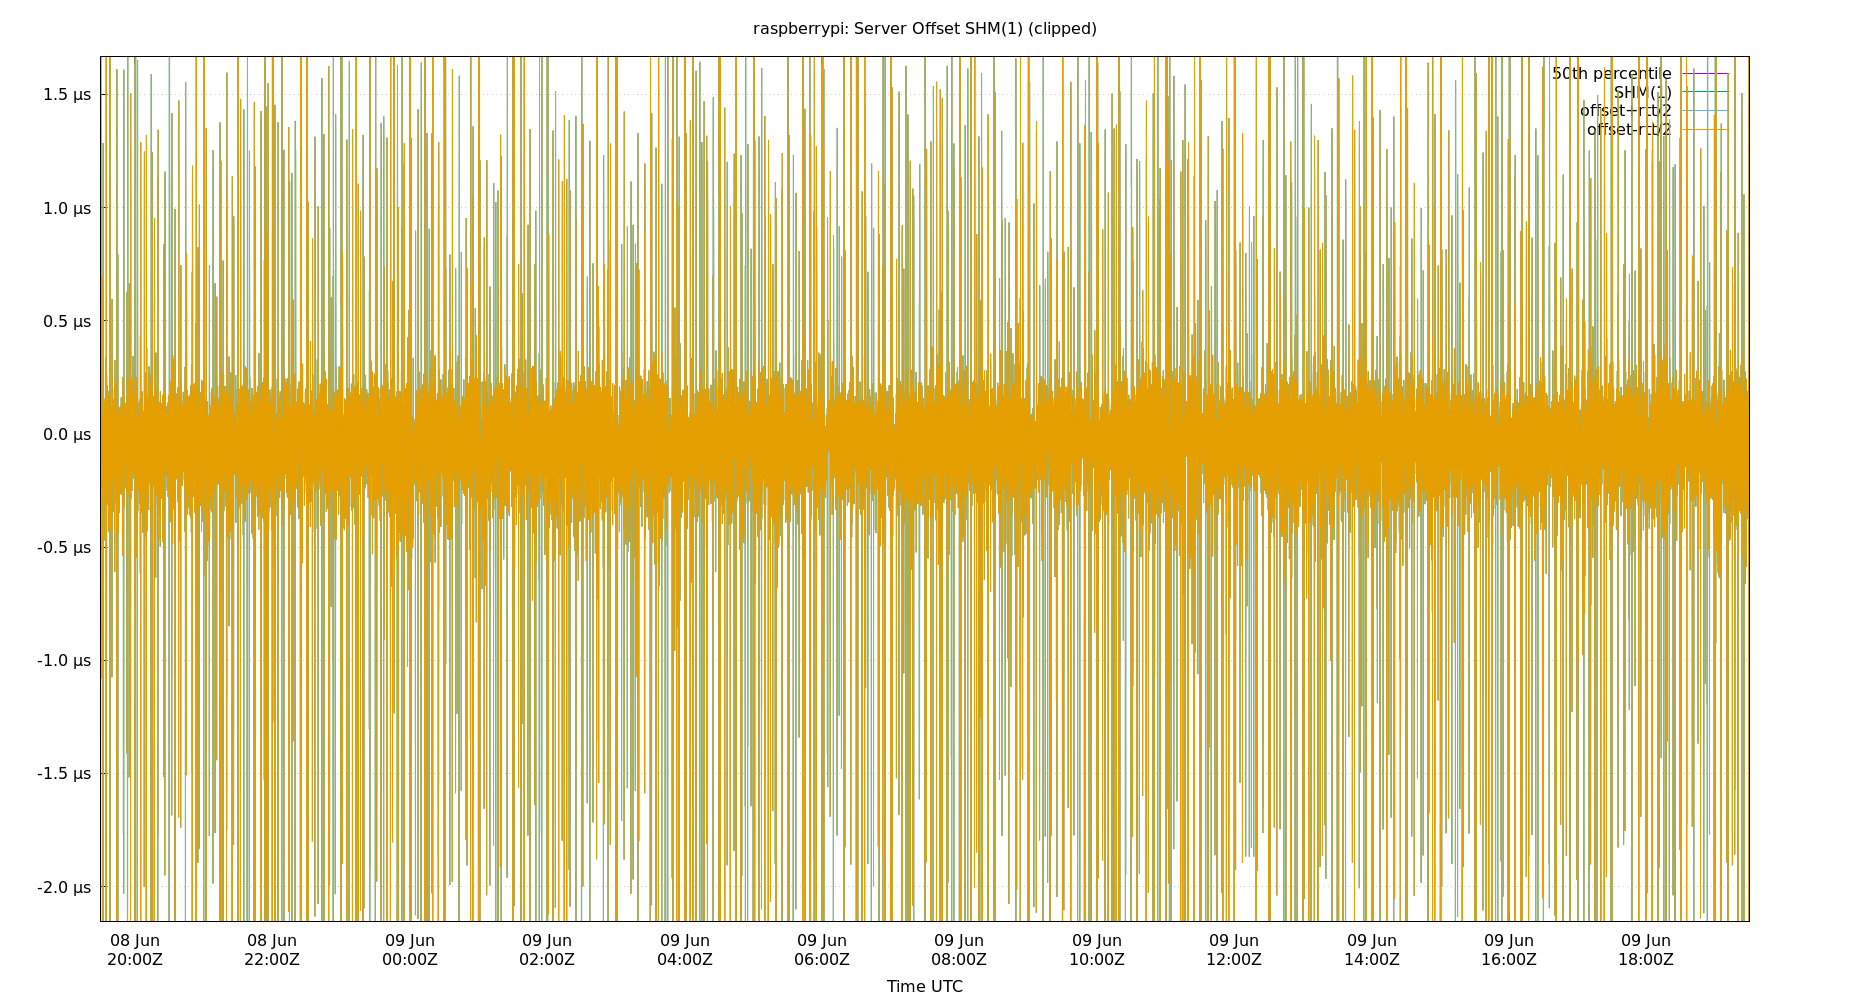 raspberrypi: Server Offset SHM(1) (clipped)
50th percentile
SHM(1)
offset+rtt/2
offset-rtt/2
1.5 µs
1.0 µs
0.5 µs
0.0 µs
-0.5 µs
-1.0 µs
-1.5 µs
-2.0 µs
08 Jun 08 Jun 09 Jun 09 Jun 09 Jun 09 Jun 09 Jun 09 Jun 09 Jun 09 Jun 09 Jun 09 Jun
20:00Z 22:00Z 00:00Z 02:00Z 04:00Z 06:00Z 08:00Z 10:00Z 12:00Z 14:00Z 16:00Z 18:00Z
Time UTC